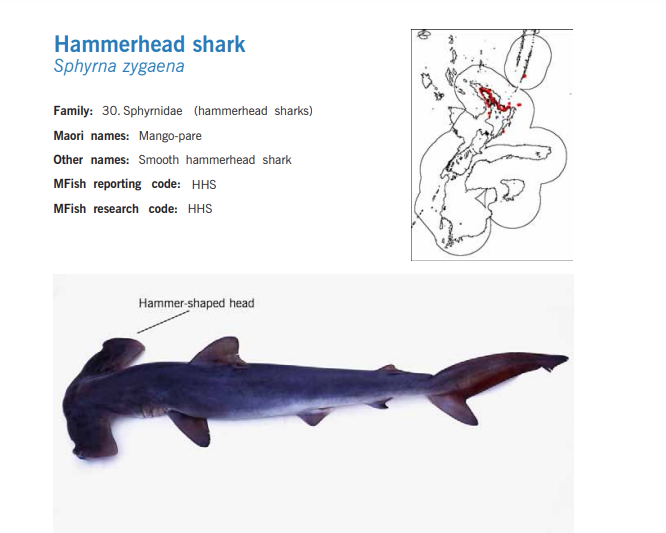 Hammerhead shark
Sphyrna zygaena
Family: 30. Sphyrnidae (hammerhead sharks)
Maori names: Mango-pare
Other names: Smooth hammerhead shark
MFish reporting code: HHS
MFish research code: HHS
Hammer-shaped head